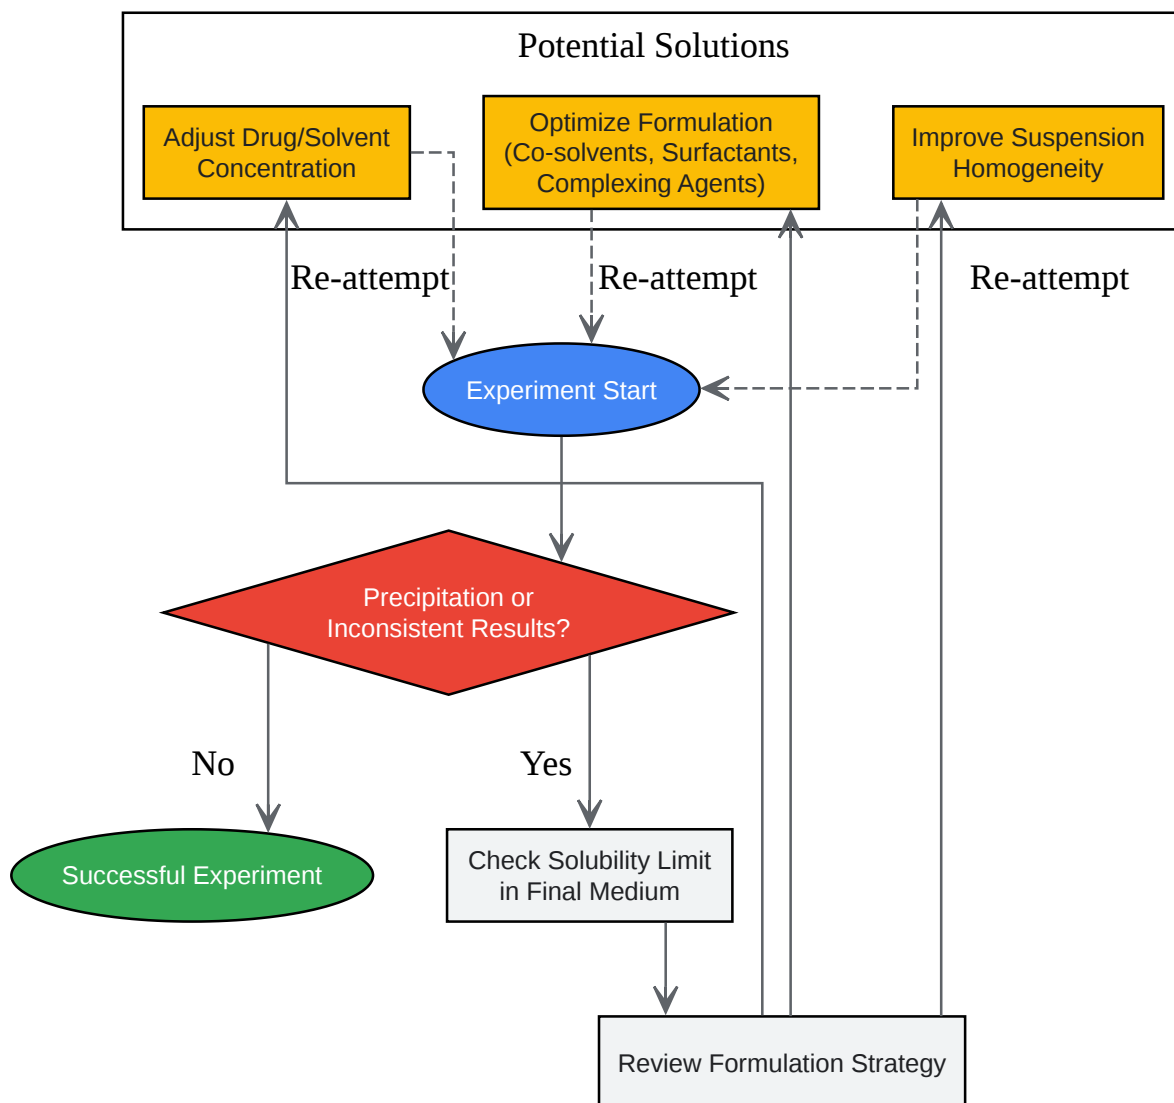 Potential Solutions
Adjust Drug/Solvent
Concentration
Optimize Formulation
(Co-solvents, Surfactants,
Complexing Agents)
Improve Suspension
Homogeneity
Re-attempt
Re-attempt
Re-attempt
Experiment Start
Precipitation or
Inconsistent Results?
No
Yes
Successful Experiment
Check Solubility Limit
in Final Medium
Review Formulation Strategy